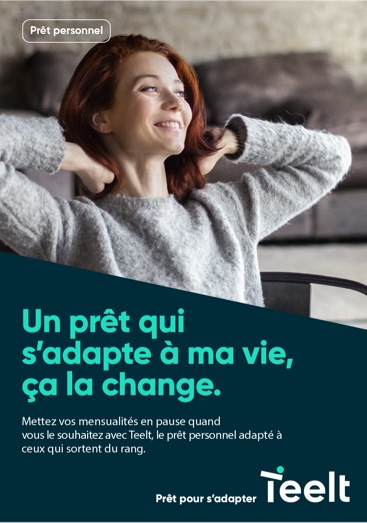 Prêt personnel
Un prêt qui
s’adapte à ma vie,
ça la change.
Mettez vos mensualités en pause quand
vous le souhaitez avec Teelt, le prêt personnel adapté à
ceux qui sortent du rang.
Prêt pour s’adapter Teelt